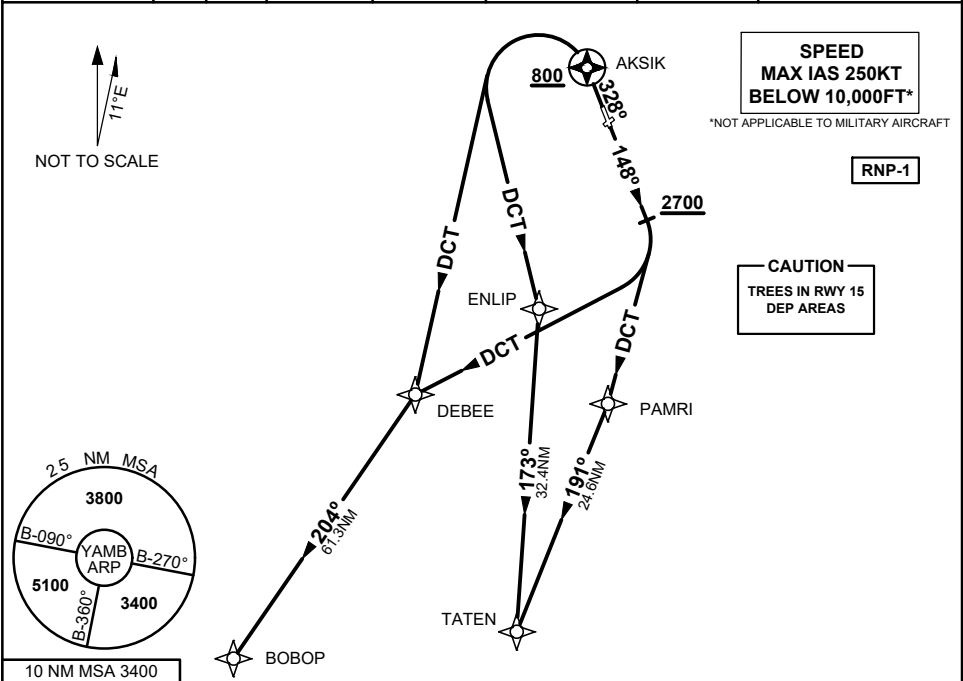 11°E
NOT TO SCALE
800
AKSIK
328°
148°
2700
SPEED
MAX IAS 250KT
BELOW 10,000FT*
*NOT APPLICABLE TO MILITARY AIRCRAFT
RNP-1
CAUTION
TREES IN RWY 15
DEP AREAS
DCT
DCT
ENLIP
DCT
DCT
DEBEE
PAMRI
204°
61.3NM
173°
32.4NM
191°
24.6NM
TATEN
BOBOP
25 NM MSA
3800
B-090°
YAMB
ARP
B-270°
5100
B-360°
3400
10 NM MSA 3400